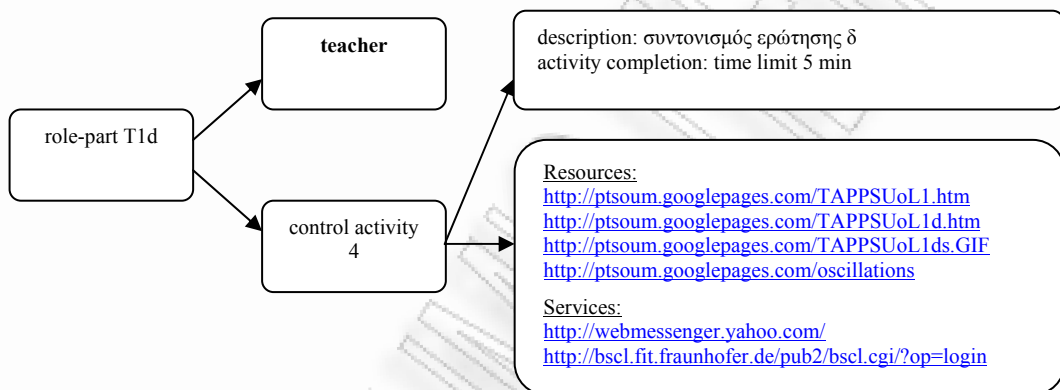 teacher
description: συντονισμός ερώτησης δ
activity completion: time limit 5 min
role-part T1d
control activity
4
Resources:
http://ptsoum.googlepages.com/TAPPSUoL1.htm
http://ptsoum.googlepages.com/TAPPSUoL1d.htm
http://ptsoum.googlepages.com/TAPPSUoL1ds.GIF
http://ptsoum.googlepages.com/oscillations
Services:
http://webmessenger.yahoo.com/
http://bscl.fit.fraunhofer.de/pub2/bscl.cgi/?op=login